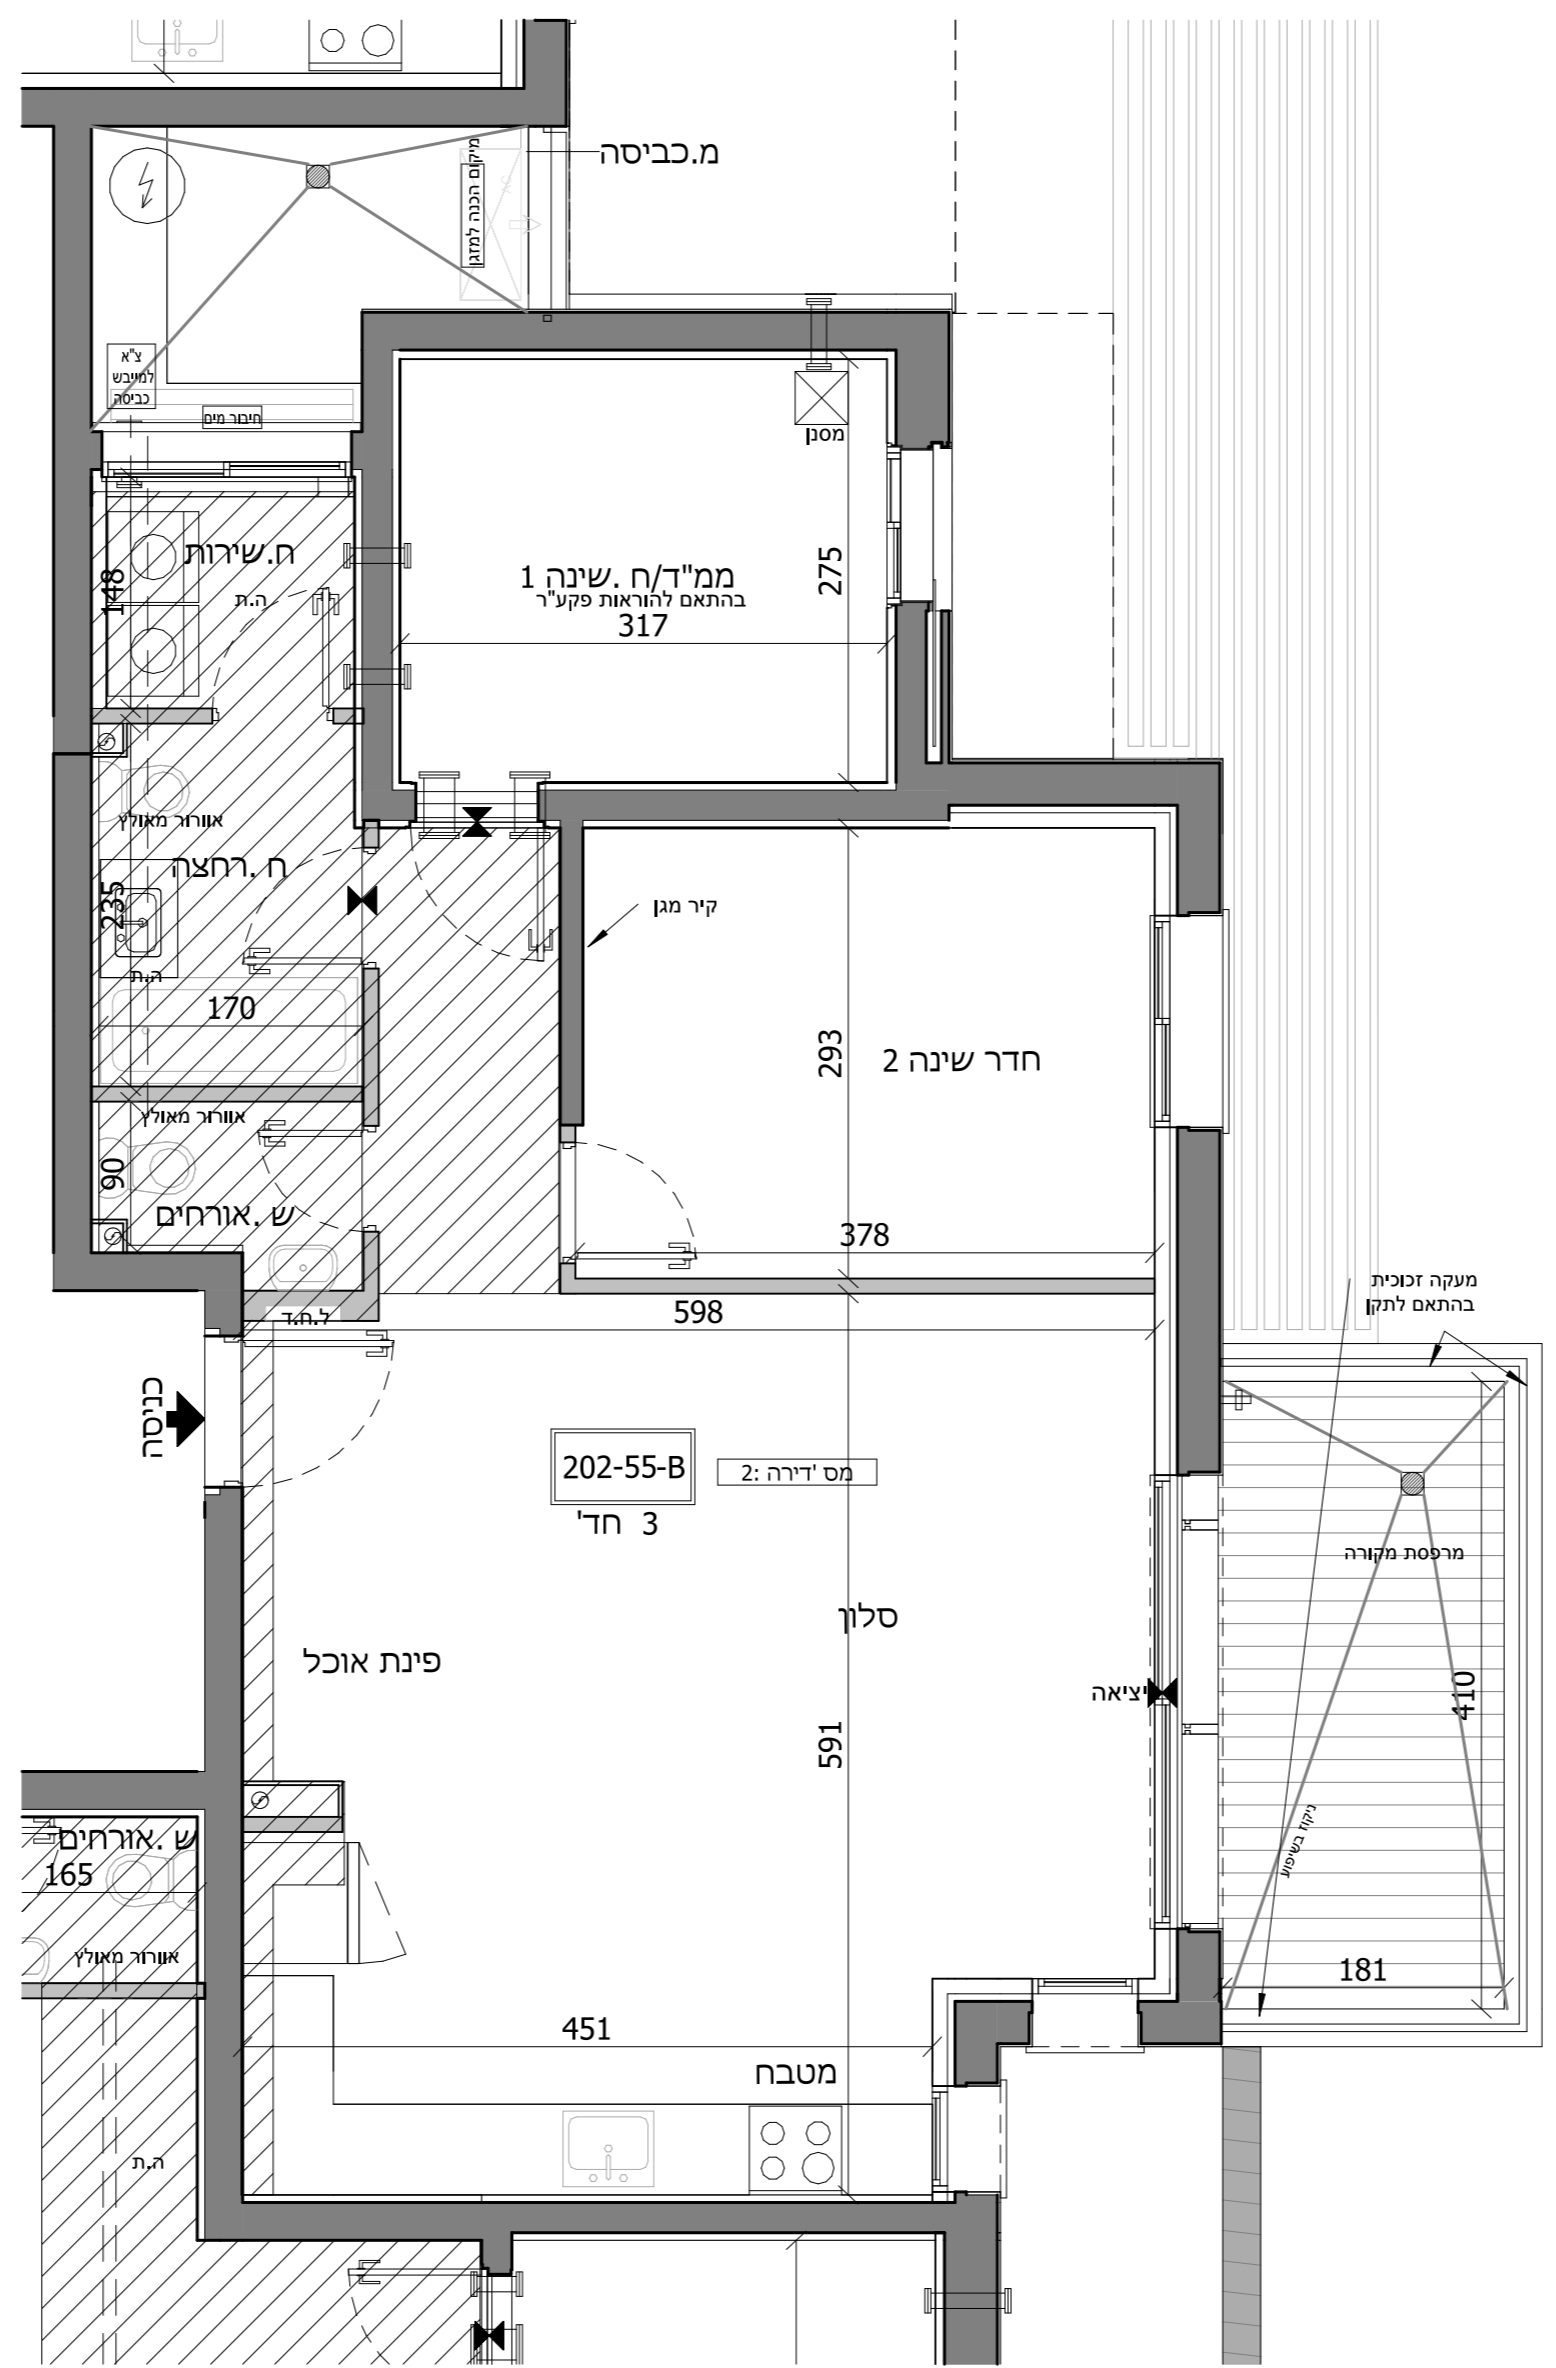 מ.כביסה
מיקום הכנה למזגן
AC
צ"א
למייבש
כביסה
חיבור מים
מסנן
ח.שירות
ה.ת
148
ממ"ד/ח .שינה 1
בהתאם להוראות פקע"ר
317
275
אוורור מאולץ
ח .רחצה
235
ה.ת
170
קיר מגן
293
חדר שינה 2
378
אוורור מאולץ
90
ש .אורחים
ל.ח.ד
598
מעקה זכוכית
בהתאם לתקן
כניסה
202-55-B
מס 'דירה :2
3 חד'
מרפסת מקורה
סלון
פינת אוכל
יציאה
410
591
ניקוז בשיפוע
ש .אורחים
165
אוורור מאולץ
181
451
מטבח
ה.ת